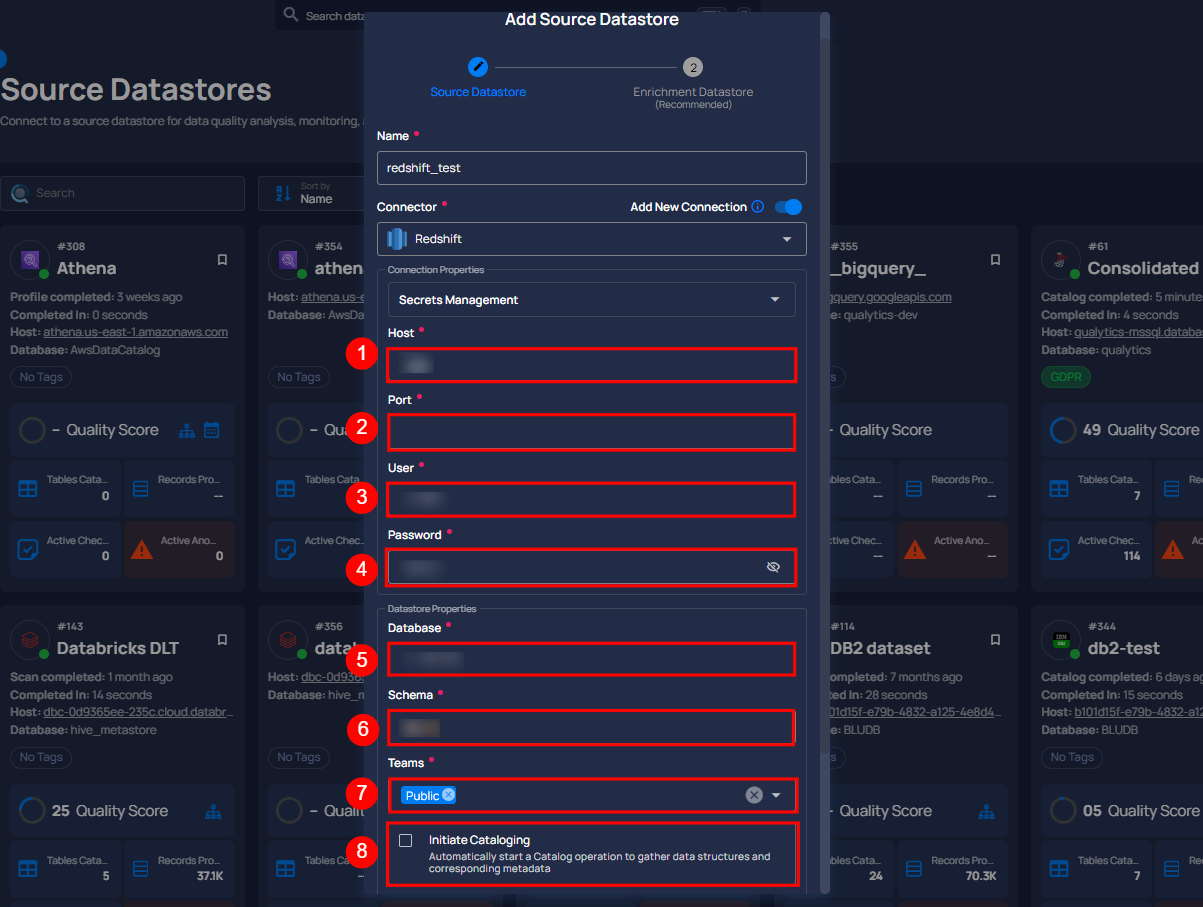 Search data
Add Source Datastore
2
Source Datastore
Enrichment Datastore
(Recommended)
Source Datastores
Connect to a source datastore for data quality analysis, monitoring,
Name *
redshift_test
Search
Sort by
Name
Connector *
Add New Connection
Redshift
Connection Properties
Secrets Management
Host *
1
Port *
2
User *
3
Password *
4
Datastore Properties
Database *
5
Schema *
6
Teams *
7
Public
8
Initiate Cataloging
Automatically start a Catalog operation to gather data structures and
corresponding metadata
#308
Athena
Profile completed: 3 weeks ago
Completed In: 0 seconds
Host: athena.us-east-1.amazonaws.com
Database: AwsDataCatalog
No Tags
– Quality Score
Tables Cata...
0
Records Pro...
--
Active Chec...
0
Active Ano...
0
#354
athen
Host: athena.us-e
Database: AwsDa
No Tags
– Qua
Tables Cata
Active Chec
#355
_bigquery_
gquery.googleapis.com
e: qualytics-dev
s
– Quality Score
bles Cata...
--
Records Pro...
--
tive Chec...
--
Active Ano...
--
#61
Consolidated
Catalog completed: 5 minute
Completed In: 4 seconds
Host: qualytics-mssql.databa
Database: qualytics
GDPR
49 Quality Score
Tables Cata...
7
Rec
Active Chec...
114
Ac
#143
Databricks DLT
Scan completed: 1 month ago
Completed In: 14 seconds
Host: dbc-0d9365ee-235c.cloud.databr...
Database: hive_metastore
No Tags
25 Quality Score
Tables Cata...
5
Records Pro...
37.1K
#356
datab
Host: dbc-0d936
Database: hive_m
No Tags
– Qualit
Tables Ca
#114
DB2 dataset
completed: 7 months ago
ed In: 28 seconds
b101d15f-e79b-4832-a125-4e8d4...
e: BLUDB
s
– Quality Score
bles Cata...
24
Records Pro...
70.3K
#344
db2-test
Catalog completed: 6 days ag
Completed In: 15 seconds
Host: b101d15f-e79b-4832-a12
Database: BLUDB
No Tags
05 Quality Score
Tables Cata...
7
Rec